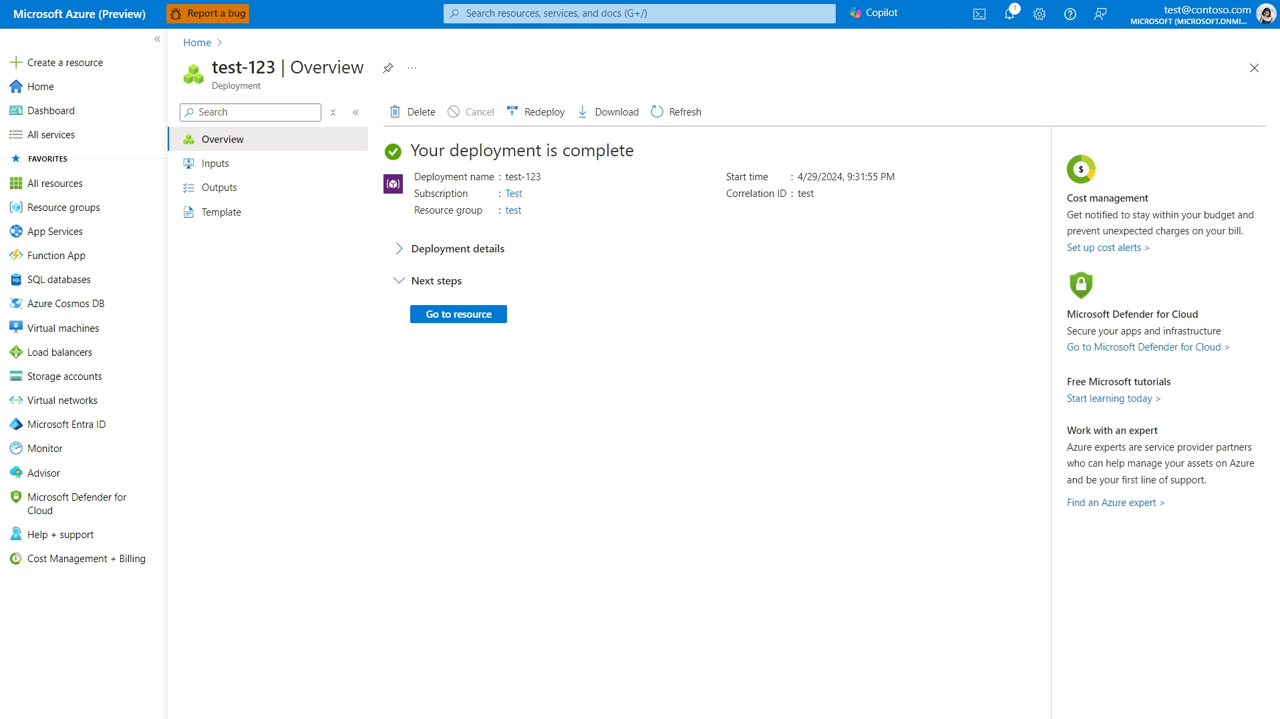 Microsoft Azure (Preview)
Report a bug
Search resources, services, and docs (G+/)
Copilot
1
test@contoso.com
MICROSOFT (MICROSOFT.ONMI...
Create a resource
Home
Dashboard
All services
FAVORITES
All resources
Resource groups
App Services
Function App
SQL databases
Azure Cosmos DB
Virtual machines
Load balancers
Storage accounts
Virtual networks
Microsoft Entra ID
Monitor
Advisor
Microsoft Defender for
Cloud
Help + support
Cost Management + Billing
Home
test-123 | Overview
Deployment
Search
Overview
Inputs
Outputs
Template
Delete
Cancel
Redeploy
Download
Refresh
Your deployment is complete
Deployment name : test-123
Subscription : Test
Resource group : test
Start time : 4/29/2024, 9:31:55 PM
Correlation ID : test
Deployment details
Next steps
Go to resource
Cost management
Get notified to stay within your budget and
prevent unexpected charges on your bill.
Set up cost alerts >
Microsoft Defender for Cloud
Secure your apps and infrastructure
Go to Microsoft Defender for Cloud >
Free Microsoft tutorials
Start learning today >
Work with an expert
Azure experts are service provider partners
who can help manage your assets on Azure
and be your first line of support.
Find an Azure expert >